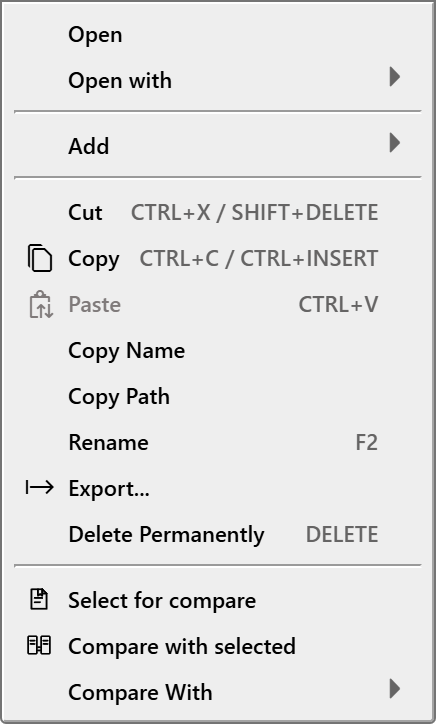 Open
Open with
Add
Cut CTRL+X / SHIFT+DELETE
Copy CTRL+C / CTRL+INSERT
Paste CTRL+V
Copy Name
Copy Path
Rename F2
Export...
Delete Permanently DELETE
Select for compare
Compare with selected
Compare With